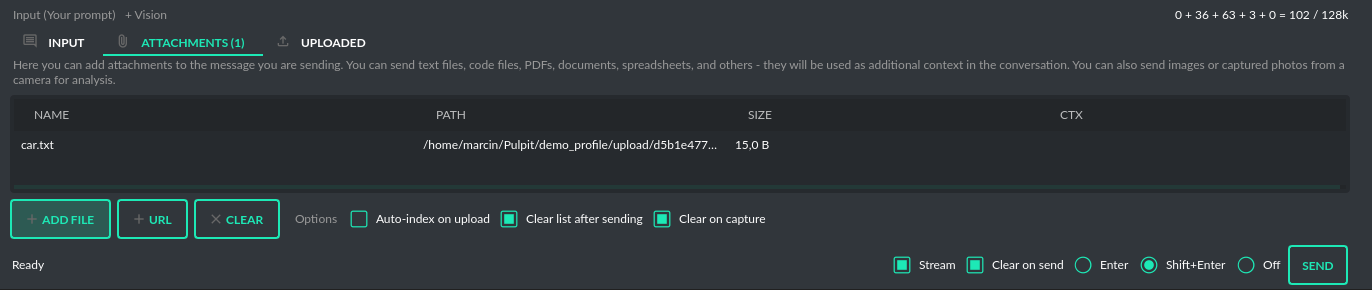 Input (Your prompt) + Vision 0 + 36 + 63 + 3 + 0 = 102 / 128k
INPUT ATTACHMENTS (1) UPLOADED
Here you can add attachments to the message you are sending. You can send text files, code files, PDFs, documents, spreadsheets, and others - they will be used as additional context in the conversation. You can also send images or captured photos from a
camera for analysis.
NAME PATH SIZE CTX
car.txt /home/marcin/Pulpit/demo_profile/upload/d5b1e477... 15,0 B
+ ADD FILE + URL × CLEAR Options Auto-index on upload Clear list after sending Clear on capture
Ready Stream Clear on send Enter Shift+Enter Off SEND